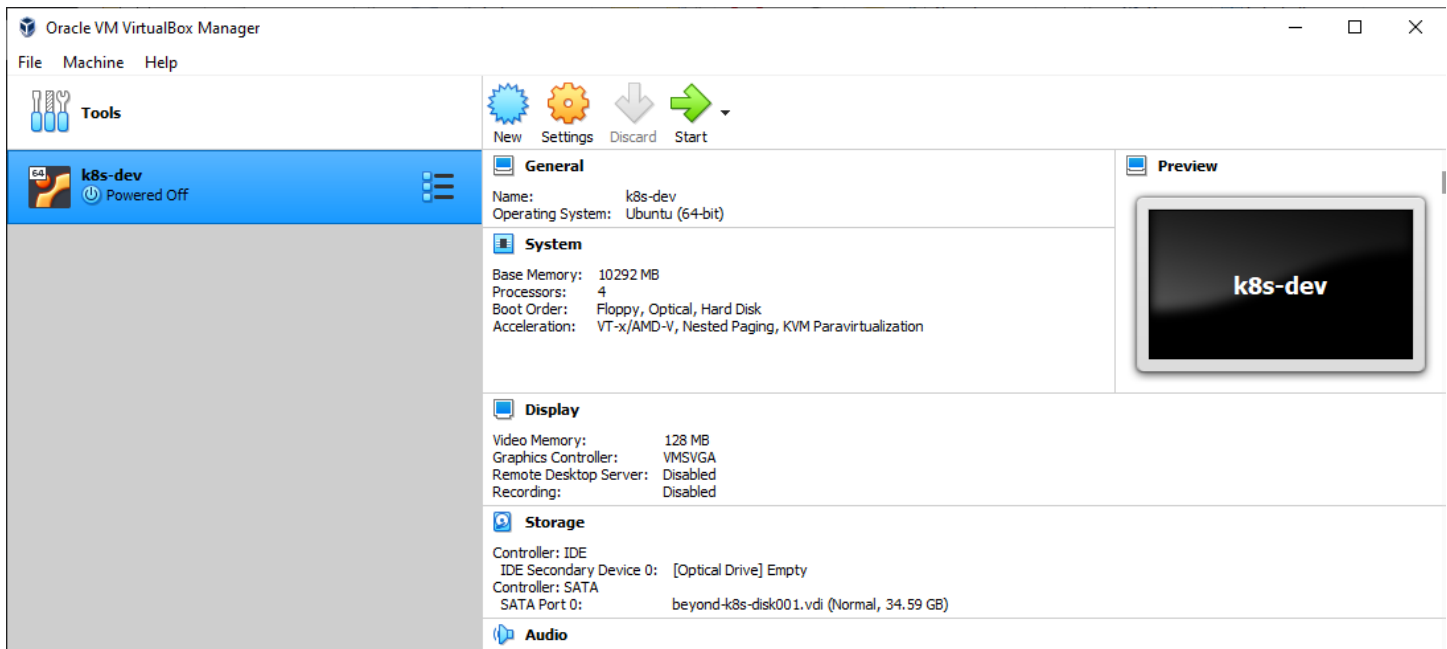 Oracle VM VirtualBox Manager
File Machine Help
Tools
New Settings Discard Start
64
k8s-dev
Powered Off
General
Name: k8s-dev
Operating System: Ubuntu (64-bit)
Preview
k8s-dev
System
Base Memory: 10292 MB
Processors: 4
Boot Order: Floppy, Optical, Hard Disk
Acceleration: VT-x/AMD-V, Nested Paging, KVM Paravirtualization
Display
Video Memory: 128 MB
Graphics Controller: VMSVGA
Remote Desktop Server: Disabled
Recording: Disabled
Storage
Controller: IDE
IDE Secondary Device 0: [Optical Drive] Empty
Controller: SATA
SATA Port 0: beyond-k8s-disk001.vdi (Normal, 34.59 GB)
Audio